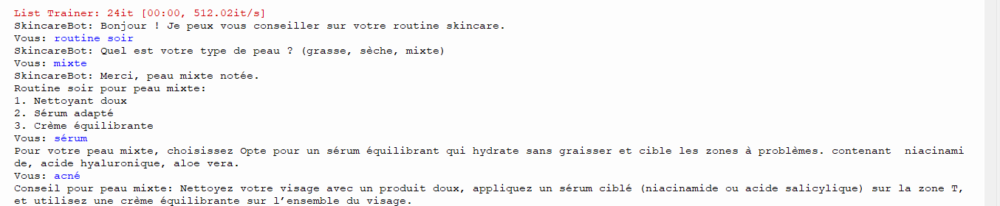 List Trainer: 24it [00:00, 512.02it/s]
SkincareBot: Bonjour ! Je peux vous conseiller sur votre routine skincare.
Vous: routine soir
SkincareBot: Quel est votre type de peau ? (grasse, sèche, mixte)
Vous: mixte
SkincareBot: Merci, peau mixte notée.
Routine soir pour peau mixte:
1. Nettoyant doux
2. Sérum adapté
3. Crème équilibrante
Vous: sérum
Pour votre peau mixte, choisissez Opte pour un sérum équilibrant qui hydrate sans graisser et cible les zones à problèmes. contenant  niacinami
de, acide hyaluronique, aloe vera.
Vous: acné
Conseil pour peau mixte: Nettoyez votre visage avec un produit doux, appliquez un sérum ciblé (niacinamide ou acide salicylique) sur la zone T,
et utilisez une crème équilibrante sur l’ensemble du visage.